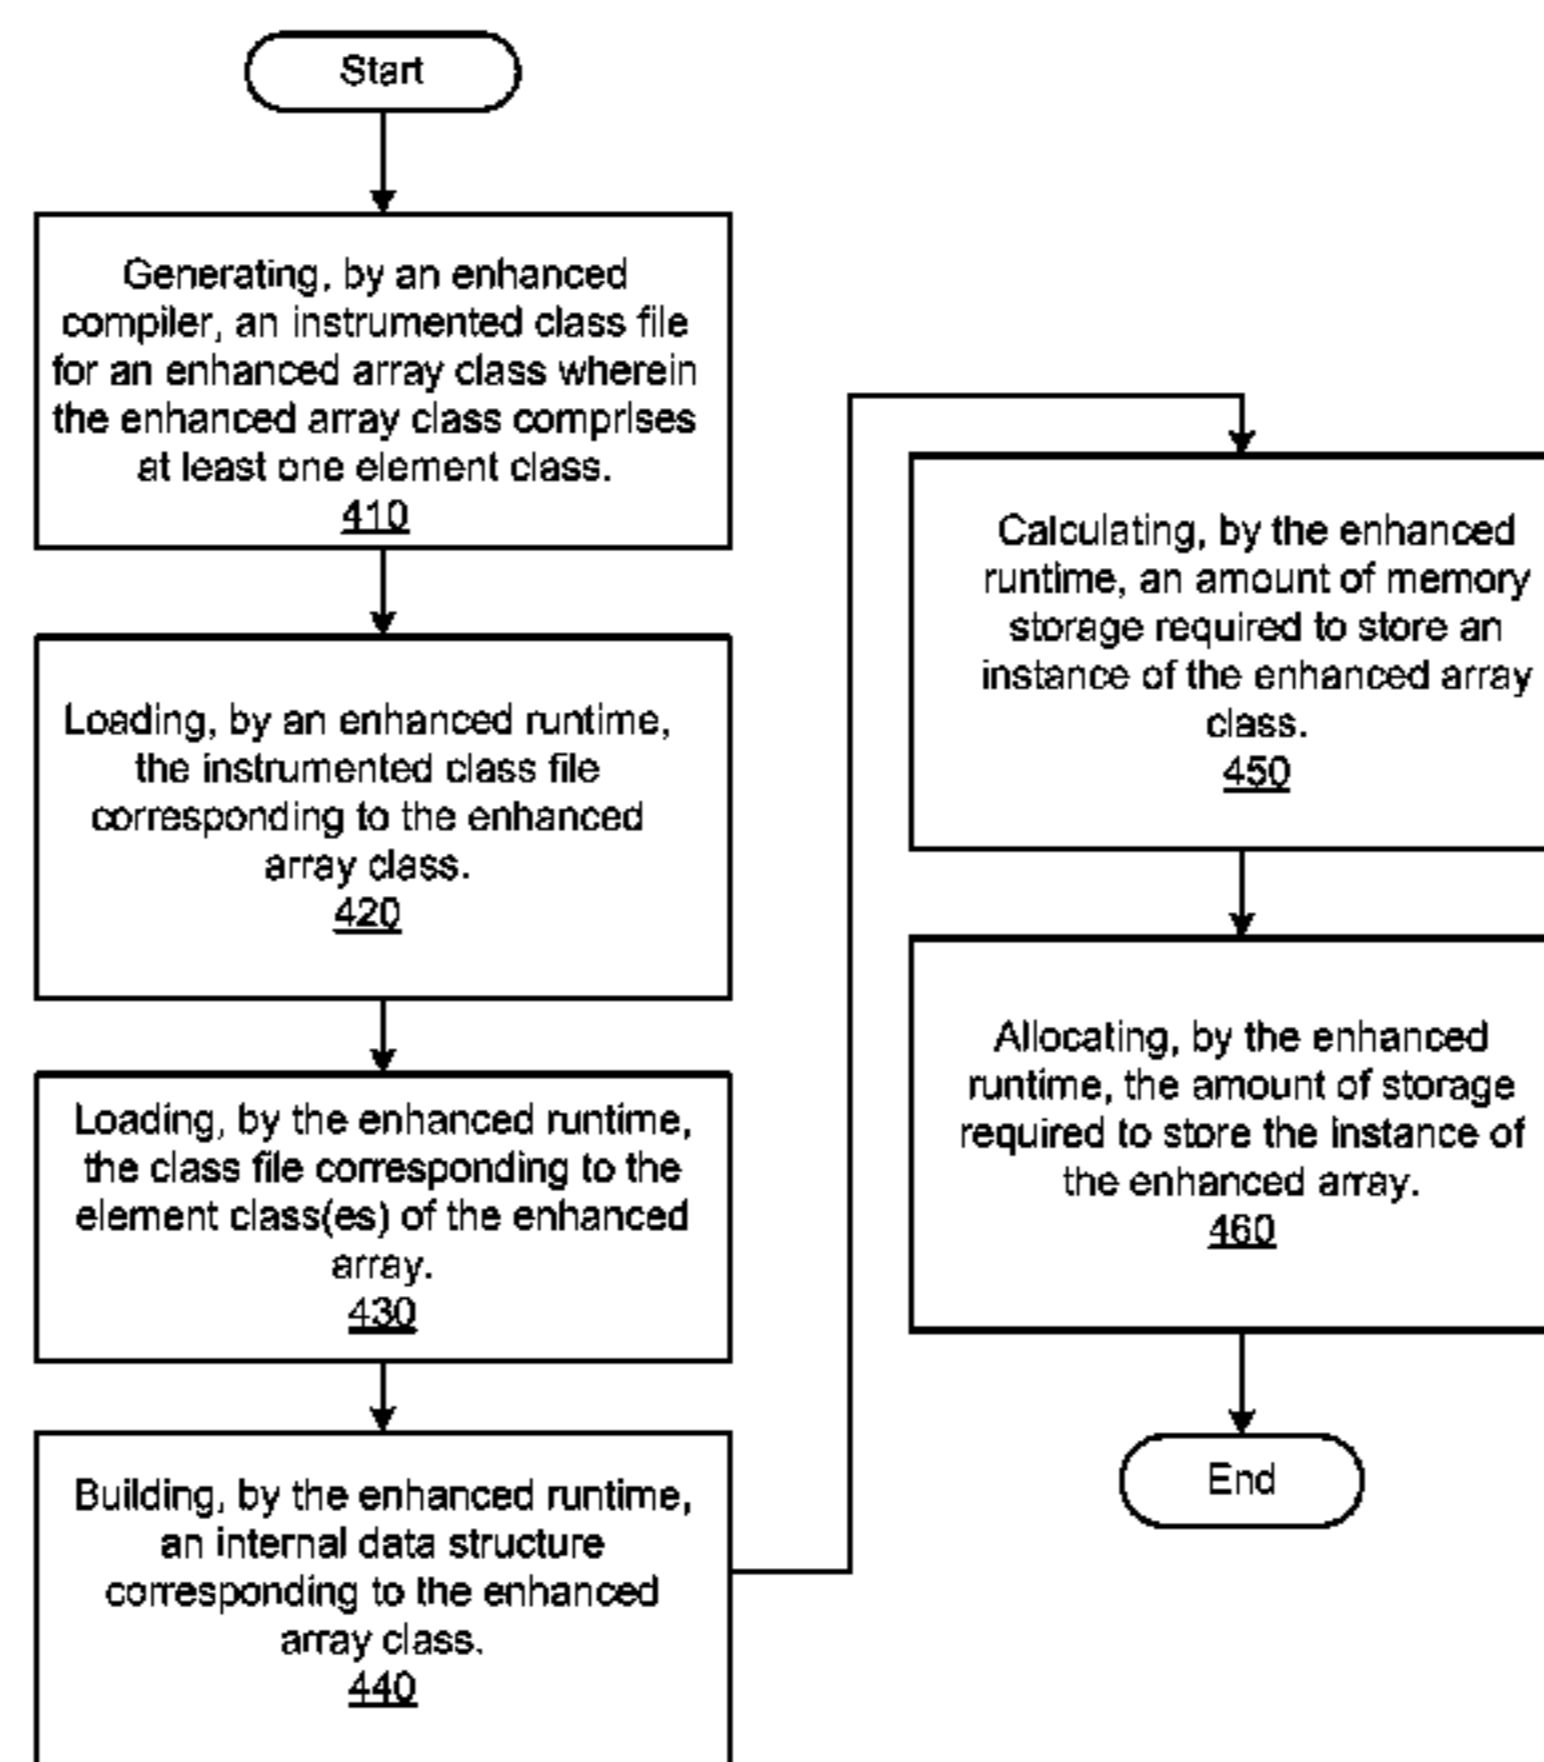 Start
Generating, by an enhanced
compiler, an instrumented class file
for an enhanced array class wherein
the enhanced array class comprises
at least one element class.
410
Loading, by an enhanced runtime,
the instrumented class file
corresponding to the enhanced
array class.
420
Loading, by the enhanced runtime,
the class file corresponding to the
element class(es) of the enhanced
array.
430
Building, by the enhanced runtime,
an internal data structure
corresponding to the enhanced
array class.
440
Calculating, by the enhanced
runtime, an amount of memory
storage required to store an
instance of the enhanced array
class.
450
Allocating, by the enhanced
runtime, the amount of storage
required to store the instance of
the enhanced array.
460
End